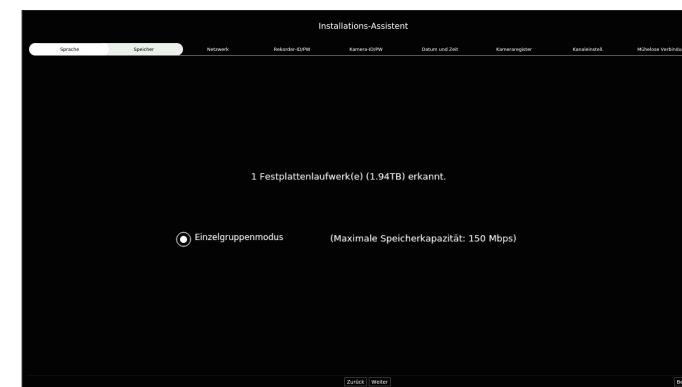 Installations-Assistent
Sprache Speicher Netzwerk Rekorder-ID/PW Kamera-ID/PW Datum und Zeit Kameraregister Kanaleinstell. Mühelose
1 Festplattenlaufwerk(e) (1.94TB) erkannt.
Einzelgruppenmodus (Maximale Speicherkapazität: 150 Mbps)
Zurück Weiter